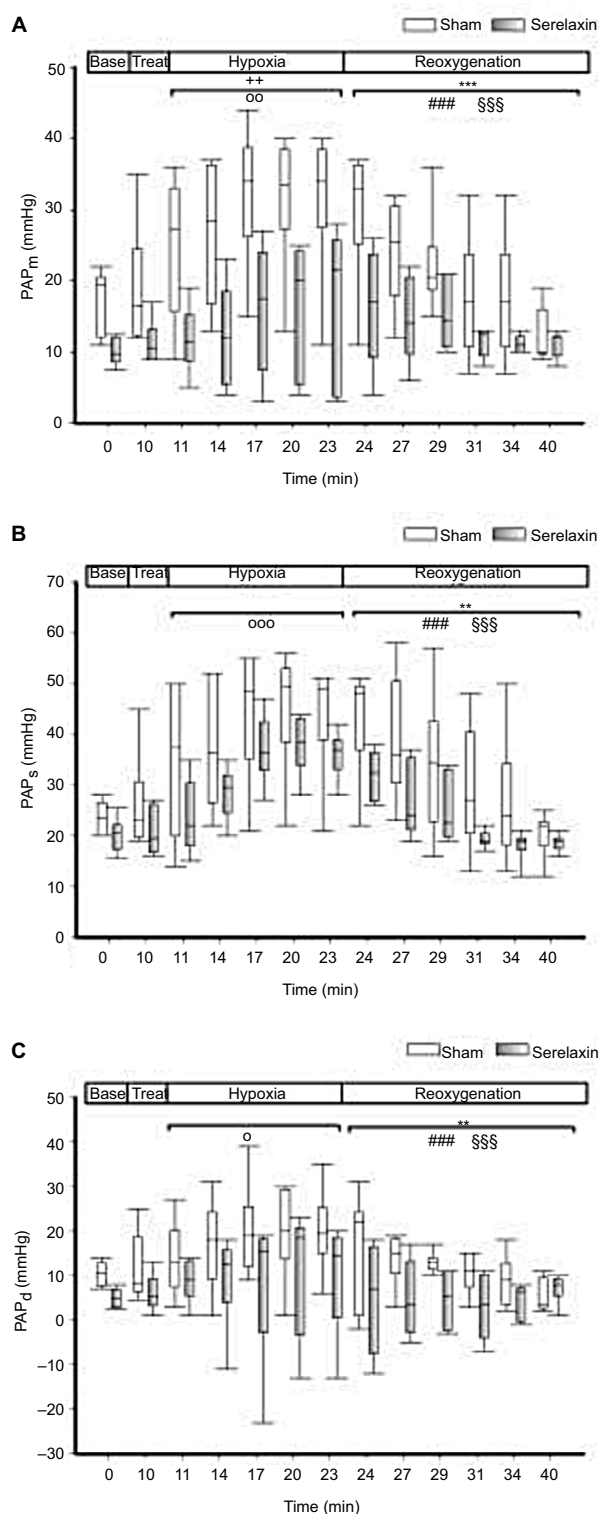 A
Sham Serelaxin
Base Treat Hypoxia Reoxygenation
50
++ ***
oo ### §§§
40
30
20
10
0
PAPm (mmHg)
0 10 11 14 17 20 23 24 27 29 31 34 40
Time (min)
B
Sham Serelaxin
Base Treat Hypoxia Reoxygenation
70
**
ooo ### §§§
60
50
40
30
20
10
0
PAPs (mmHg)
0 10 11 14 17 20 23 24 27 29 31 34 40
Time (min)
C
Sham Serelaxin
Base Treat Hypoxia Reoxygenation
50
**
o ### §§§
40
30
20
10
0
–10
–20
–30
PAPd (mmHg)
0 10 11 14 17 20 23 24 27 29 31 34 40
Time (min)